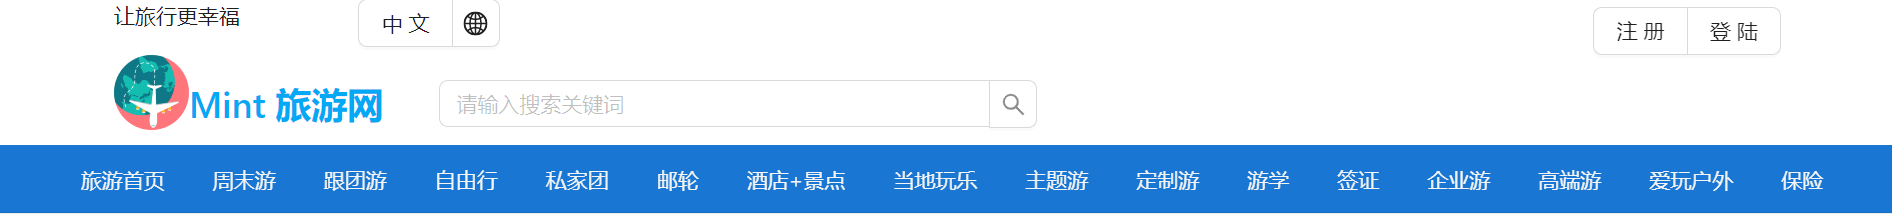 让旅行更幸福
中 文
注 册 登 陆
Mint 旅游网
请输入搜索关键词
旅游首页 周末游 跟团游 自由行 私家团 邮轮 酒店+景点 当地玩乐 主题游 定制游 游学 签证 企业游 高端游 爱玩户外 保险